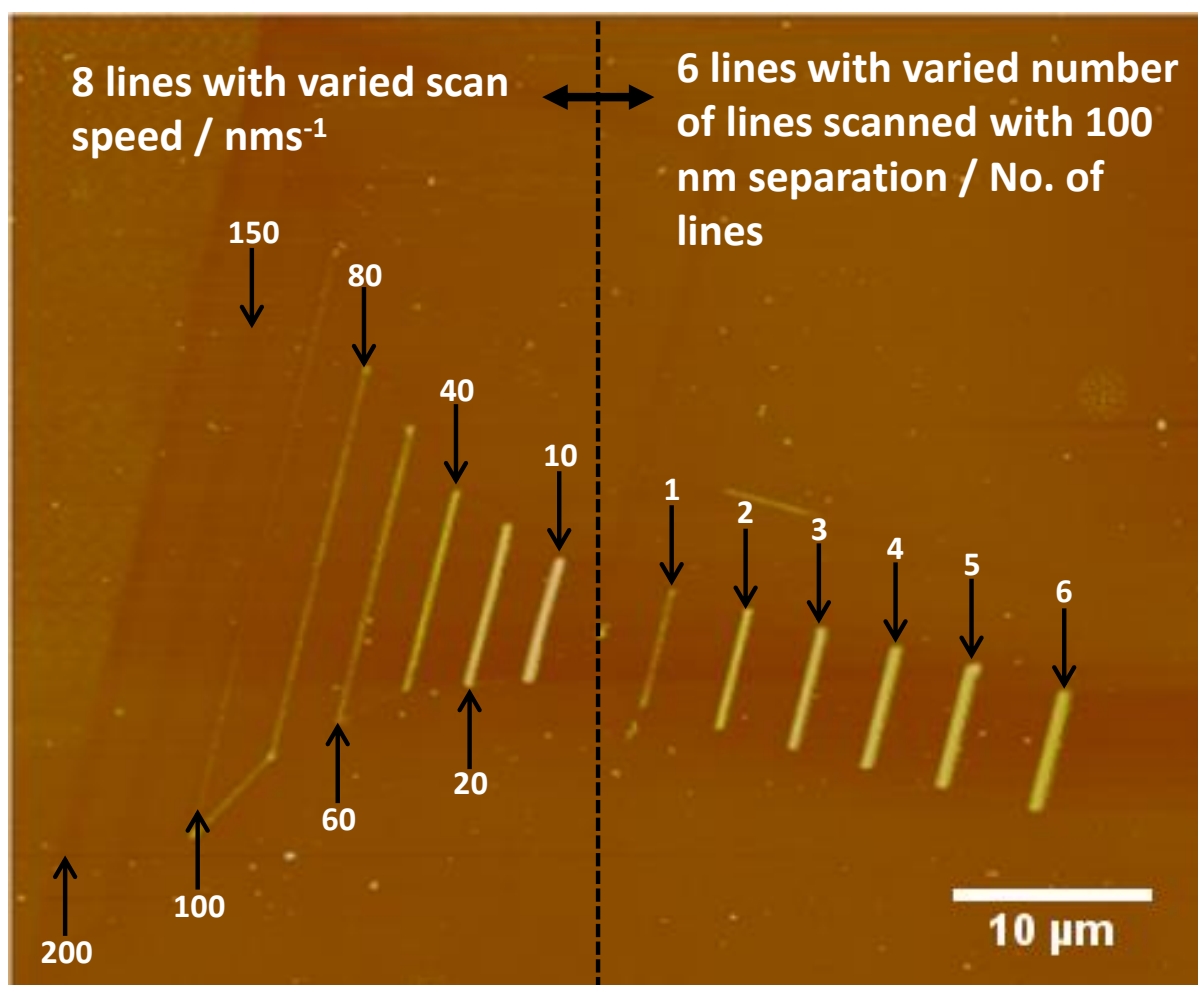 8 lines with varied scan
speed / nms⁻¹
6 lines with varied number
of lines scanned with 100
nm separation / No. of
lines
150
80
40
10
60
20
100
200
1
2
3
4
5
6
10 µm